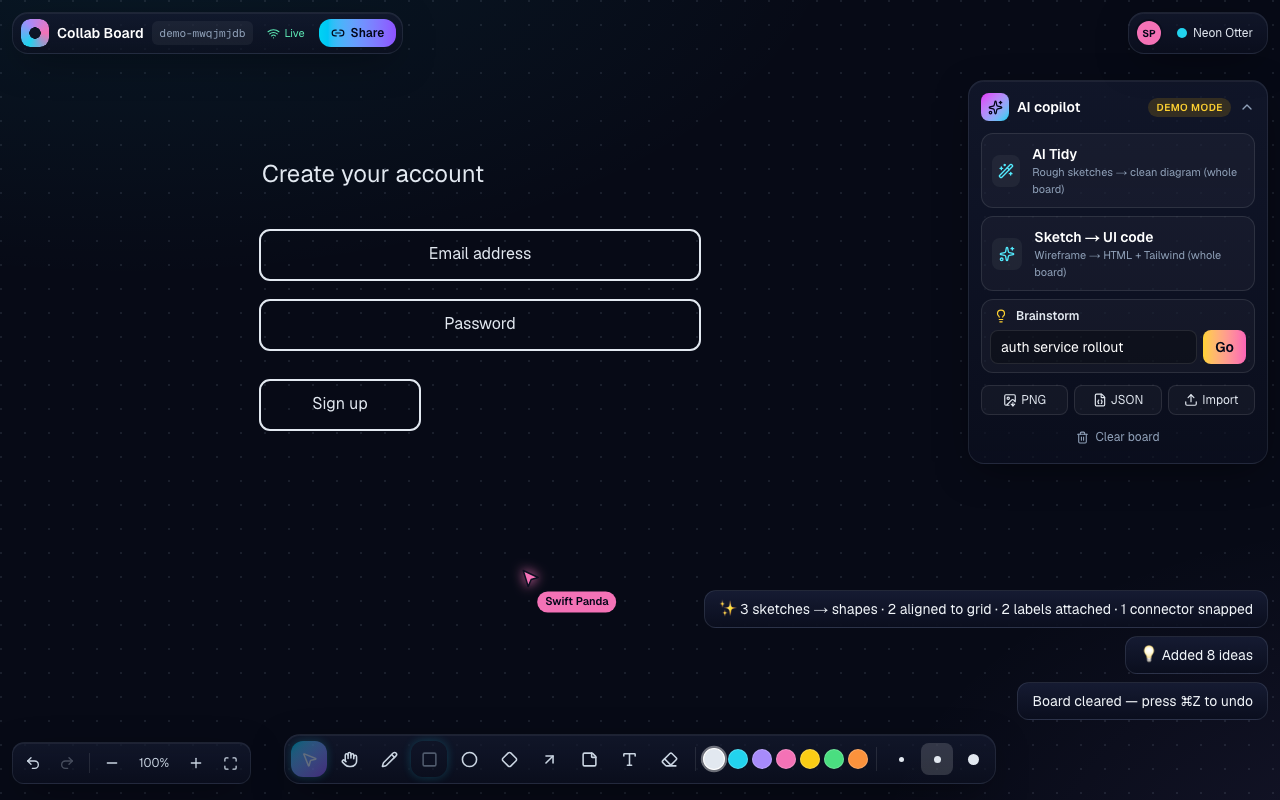 Collab Board
demo-mwqjmjdb
Live
Share
SP
Neon Otter
AI copilot
DEMO MODE
AI Tidy
Rough sketches → clean diagram (whole
board)
Sketch → UI code
Wireframe → HTML + Tailwind (whole
board)
Brainstorm
auth service rollout
Go
PNG
JSON
Import
Clear board
Create your account
Email address
Password
Sign up
Swift Panda
✨ 3 sketches → shapes · 2 aligned to grid · 2 labels attached · 1 connector snapped
💡 Added 8 ideas
Board cleared — press ⌘Z to undo
100%